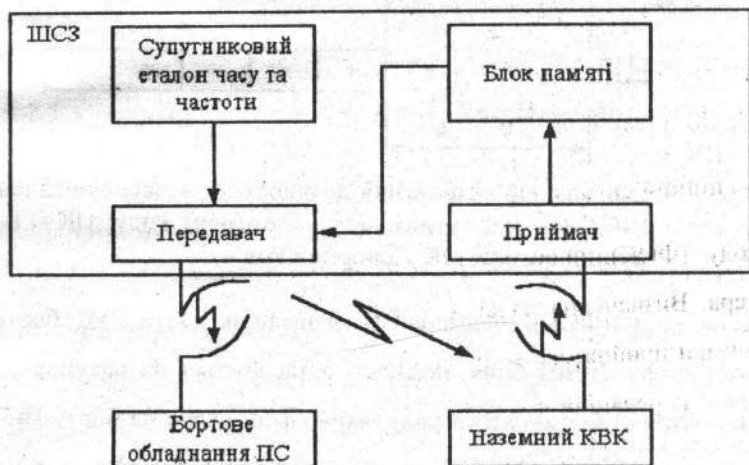 ШСЗ
Супутниковий
еталон часу та
частоти
Блок пам'яті
Передавач
Приймач
Бортове
обладнання ПС
Наземний КВК